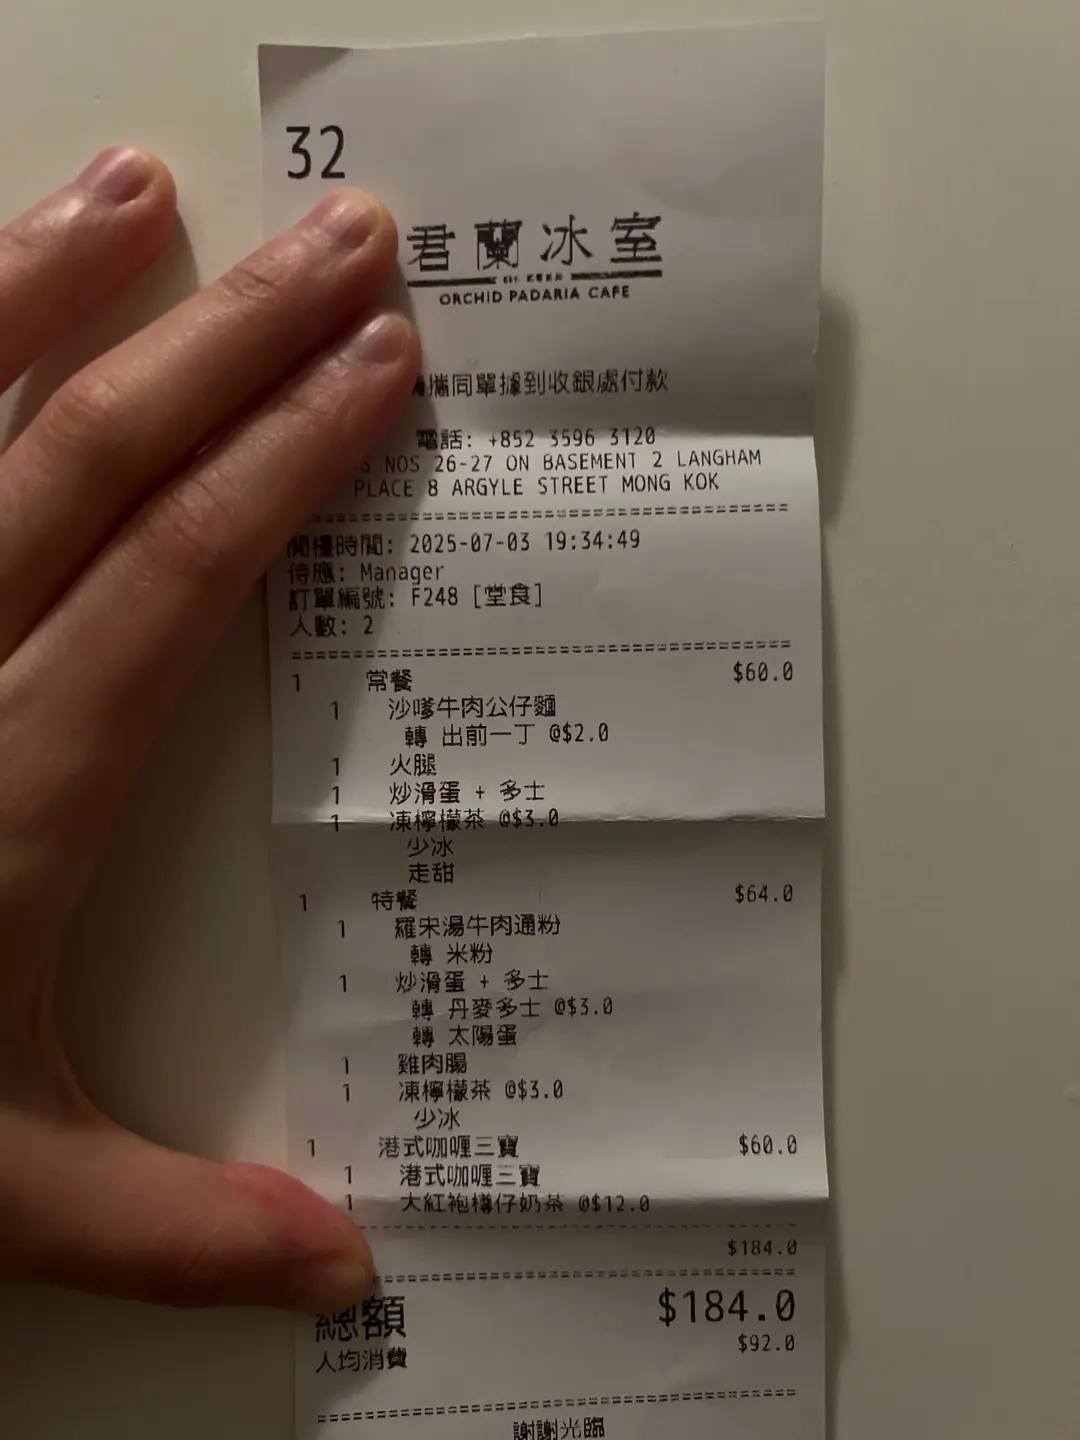 32
君蘭冰室
ORCHID PADARIA CAFE
攜同單據到收銀處付款
電話: +852 3596 3120
NOS 26-27 ON BASEMENT 2 LANGHAM
PLACE 8 ARGYLE STREET MONG KOK
開檯時間: 2025-07-03 19:34:49
侍應: Manager
訂單編號: F248 [堂食]
人數: 2
1 常餐 $60.0
1 沙嗲牛肉公仔麵
轉 出前一丁 @$2.0
1 火腿
1 炒滑蛋 + 多士
1 凍檸檬茶 @$3.0
少冰
走甜
1 特餐 $64.0
1 羅宋湯牛肉通粉
轉 米粉
1 炒滑蛋 + 多士
轉 丹麥多士 @$3.0
轉 太陽蛋
1 雞肉腸
1 凍檸檬茶 @$3.0
少冰
1 港式咖喱三寶 $60.0
1 港式咖喱三寶
1 大紅袍樽仔奶茶 @$12.0
$184.0
總額 $184.0
人均消費 $92.0
謝謝光臨